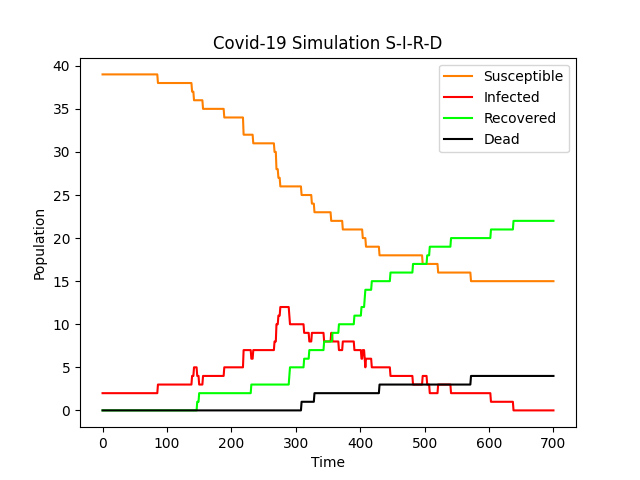 Covid-19 Simulation S-I-R-D
Susceptible
Infected
Recovered
Dead
40
35
30
25
20
15
10
5
0
Population
0 100 200 300 400 500 600 700
Time